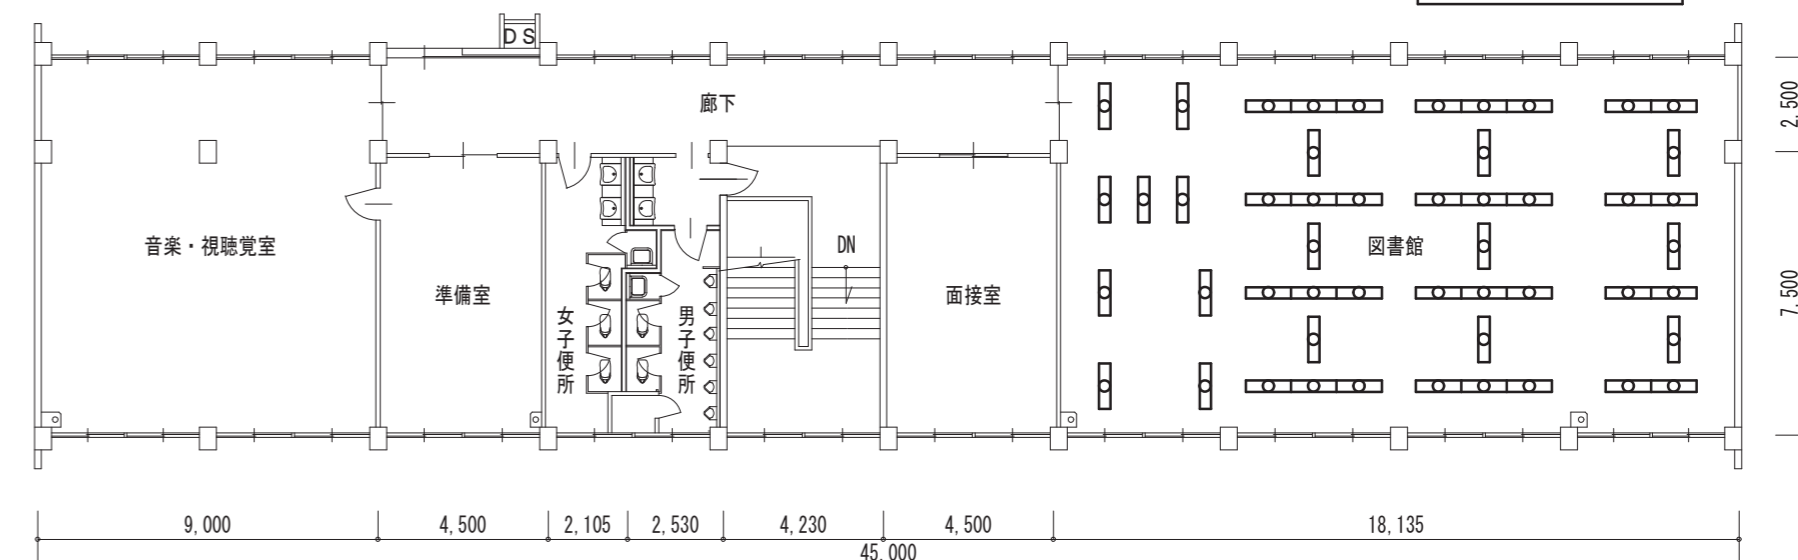 DS
廊下
2,500
音楽・視聴覚室
DN
図書館
準備室
面接室
7,500
女子便所
男子便所
9,000
4,500
2,105
2,530
4,230
4,500
18,135
45,000